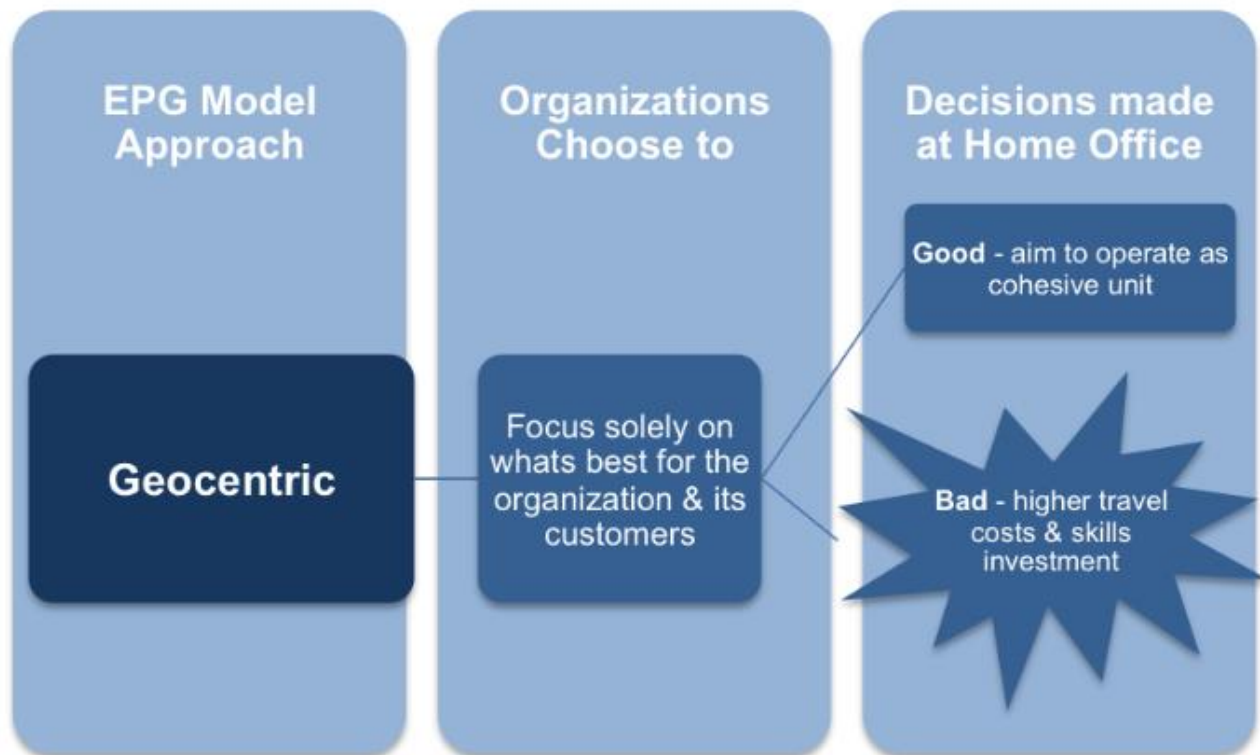 EPG Model
Approach
Organizations
Choose to
Decisions made
at Home Office
Geocentric
Focus solely on
whats best for the
organization & its
customers
Good - aim to operate as
cohesive unit
Bad - higher travel
costs & skills
investment